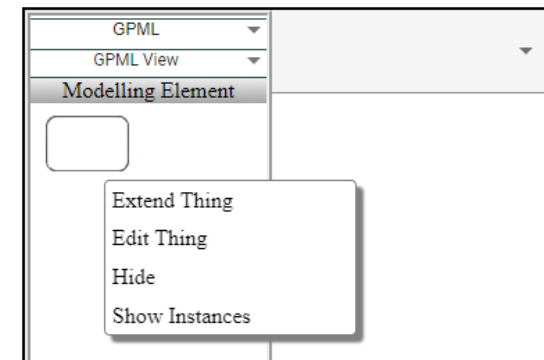 GPML
GPML View
Modelling Element
Extend Thing
Edit Thing
Hide
Show Instances